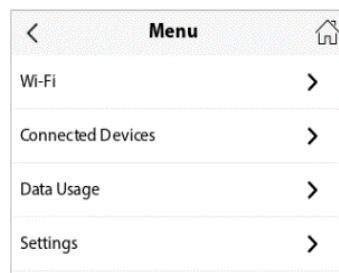 Menu
Wi-Fi
Connected Devices
Data Usage
Settings